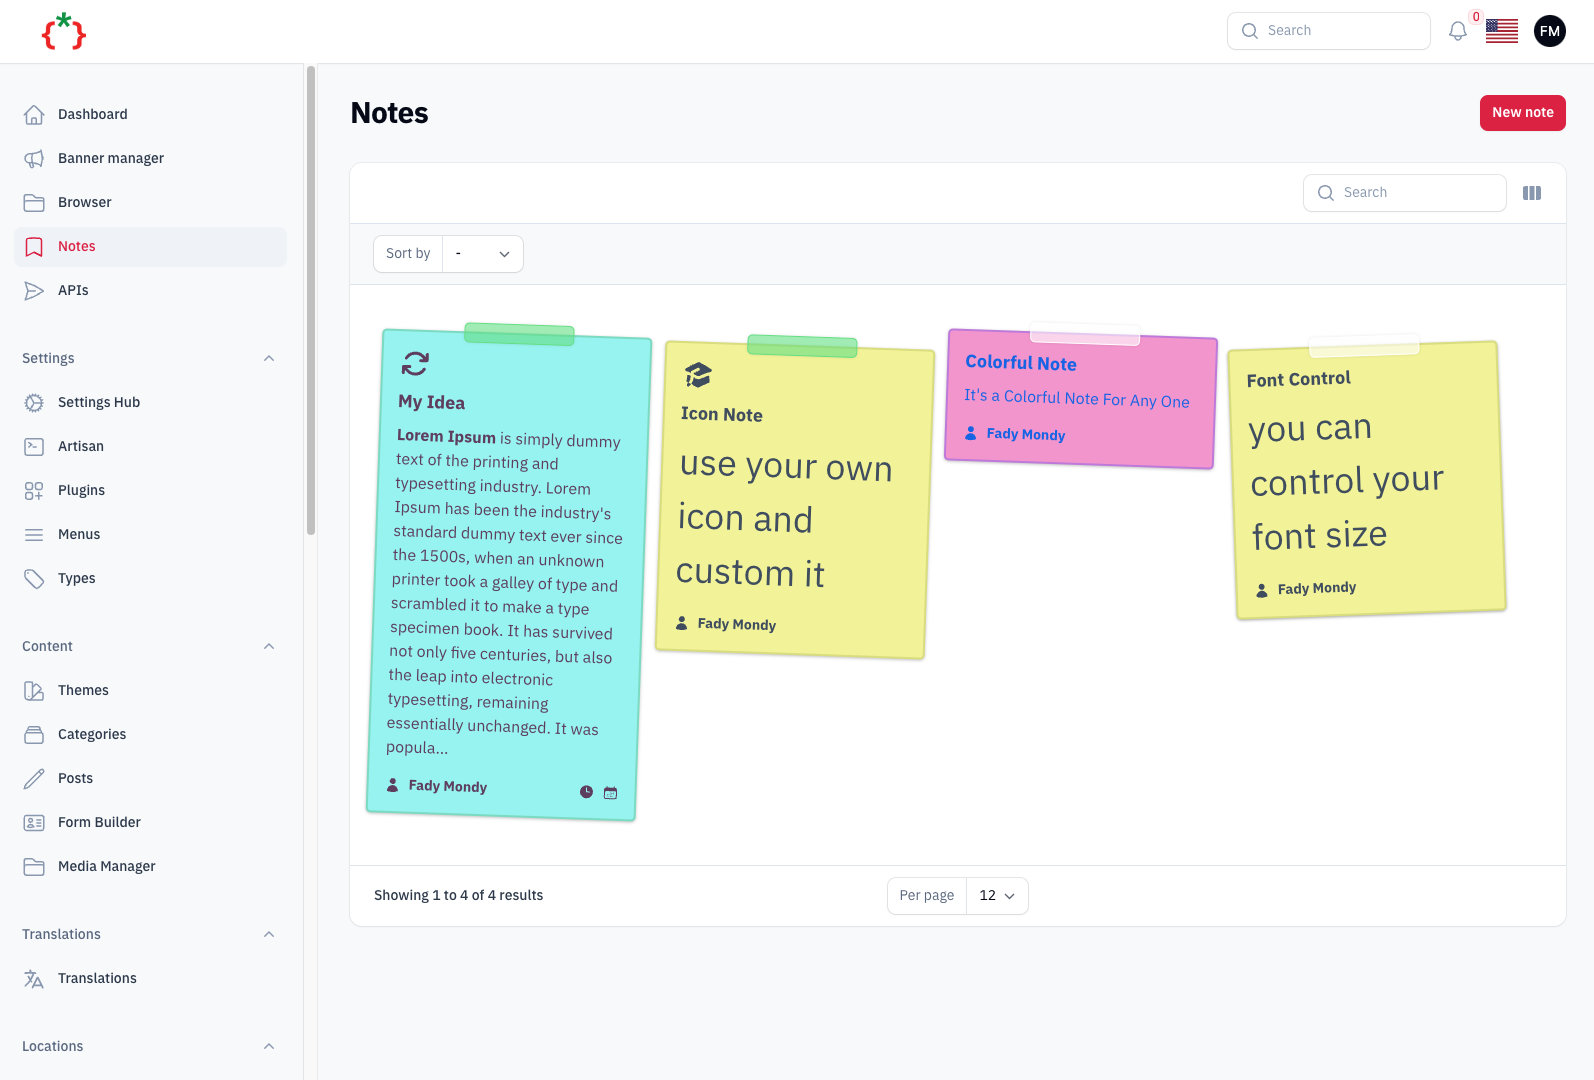 Search
0
FM
Dashboard
Banner manager
Browser
Notes
APIs
Settings
Settings Hub
Artisan
Plugins
Menus
Types
Content
Themes
Categories
Posts
Form Builder
Media Manager
Translations
Translations
Locations
Notes
New note
Search
Sort by
-
My Idea
Lorem Ipsum is simply dummy
text of the printing and
typesetting industry. Lorem
Ipsum has been the industry's
standard dummy text ever since
the 1500s, when an unknown
printer took a galley of type and
scrambled it to make a type
specimen book. It has survived
not only five centuries, but also
the leap into electronic
typesetting, remaining
essentially unchanged. It was
popula...
Fady Mondy
Icon Note
use your own
icon and
custom it
Fady Mondy
Colorful Note
It's a Colorful Note For Any One
Fady Mondy
Font Control
you can
control your
font size
Fady Mondy
Showing 1 to 4 of 4 results
Per page
12